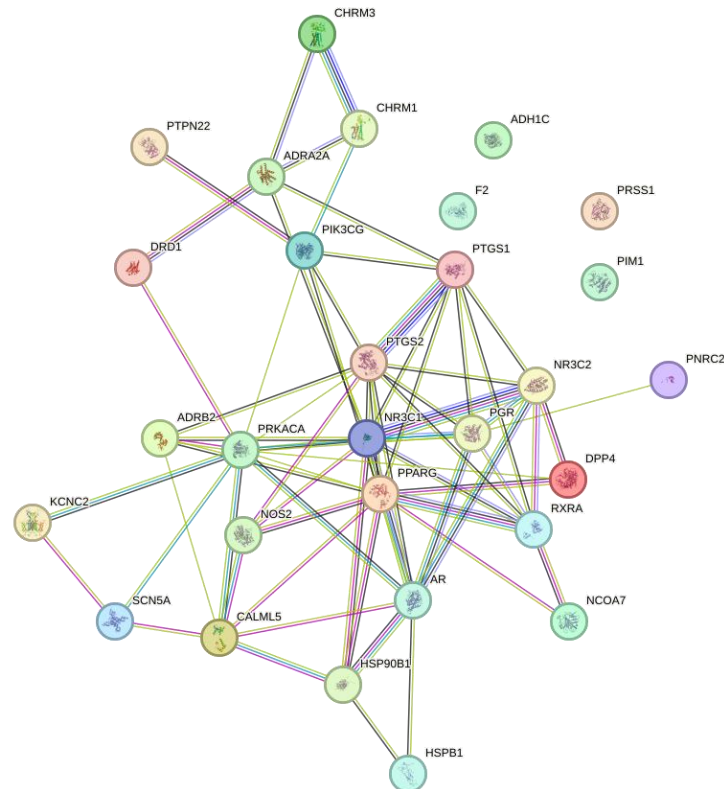 CHRM3
CHRM1
PTPN22
ADH1C
ADRA2A
F2
PRSS1
PIK3CG
DRD1
PTGS1
PIM1
PTGS2
NR3C2
PNRC2
ADRB2
NR3C1
PGR
PRKACA
DPP4
PPARG
RXRA
KCNC2
NOS2
AR
NCOA7
SCN5A
CALML5
HSP90B1
HSPB1